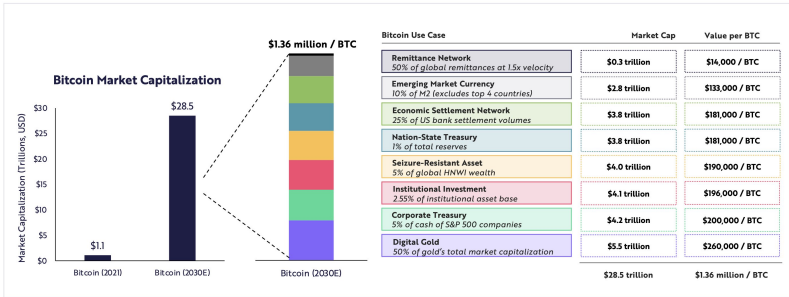 Bitcoin Market Capitalization
Market Capitalization (Trillions, USD)
$30
$25
$20
$15
$10
$5
$0
$1.1
$28.5
Bitcoin (2021)
Bitcoin (2030E)
$1.36 million / BTC
Bitcoin (2030E)
Bitcoin Use Case Market Cap Value per BTC
Remittance Network
50% of global remittances at 1.5x velocity
$0.3 trillion $14,000 / BTC
Emerging Market Currency
10% of M2 (excludes top 4 countries)
$2.8 trillion $133,000 / BTC
Economic Settlement Network
25% of US bank settlement volumes
$3.8 trillion $181,000 / BTC
Nation-State Treasury
1% of total reserves
$3.8 trillion $181,000 / BTC
Seizure-Resistant Asset
5% of global HNWI wealth
$4.0 trillion $190,000 / BTC
Institutional Investment
2.55% of institutional asset base
$4.1 trillion $196,000 / BTC
Corporate Treasury
5% of cash of S&P 500 companies
$4.2 trillion $200,000 / BTC
Digital Gold
50% of gold's total market capitalization
$5.5 trillion $260,000 / BTC
$28.5 trillion $1.36 million / BTC